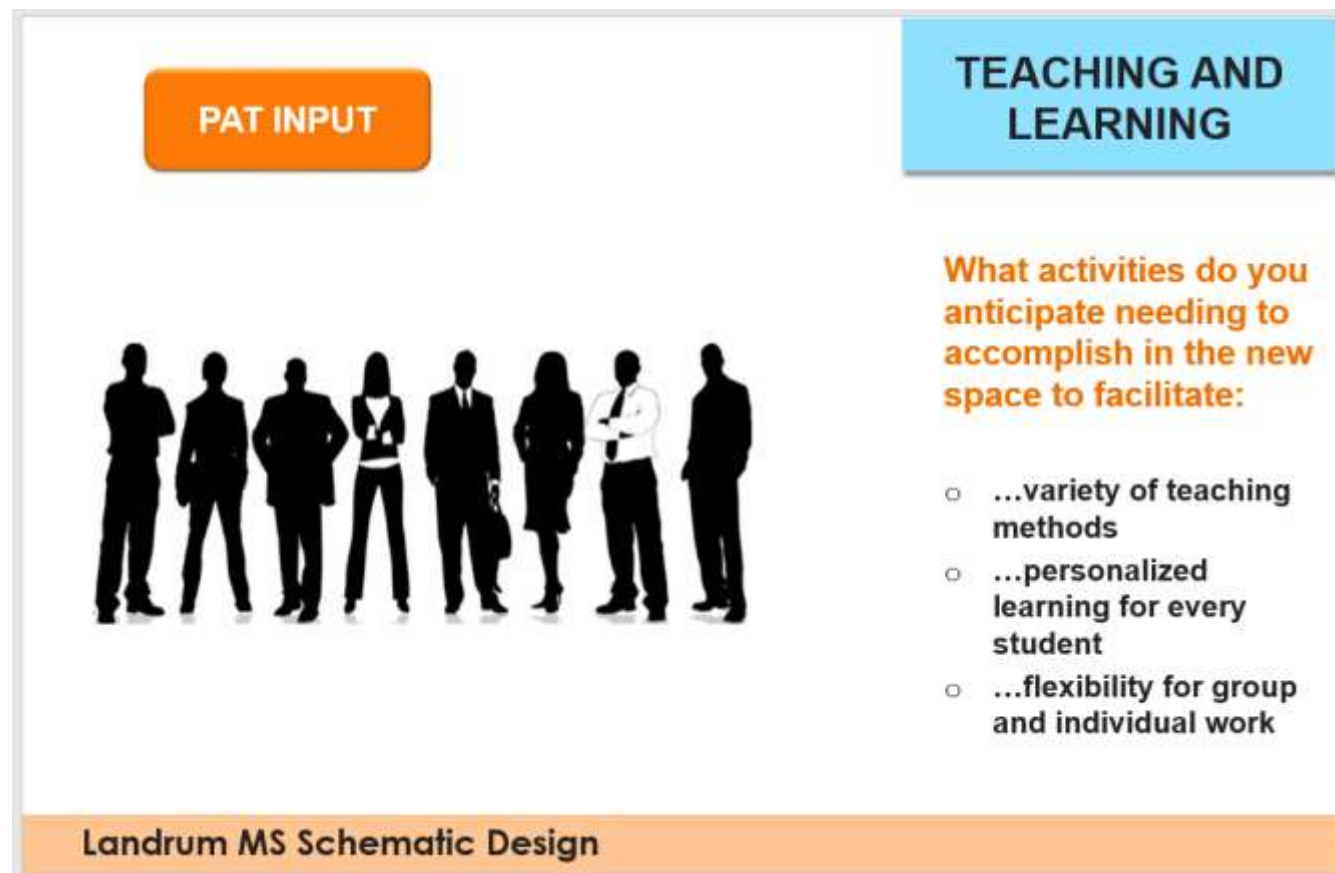 PAT INPUT
TEACHING AND
LEARNING
What activities do you
anticipate needing to
accomplish in the new
space to facilitate:
o …variety of teaching
methods
o …personalized
learning for every
student
o …flexibility for group
and individual work
Landrum MS Schematic Design